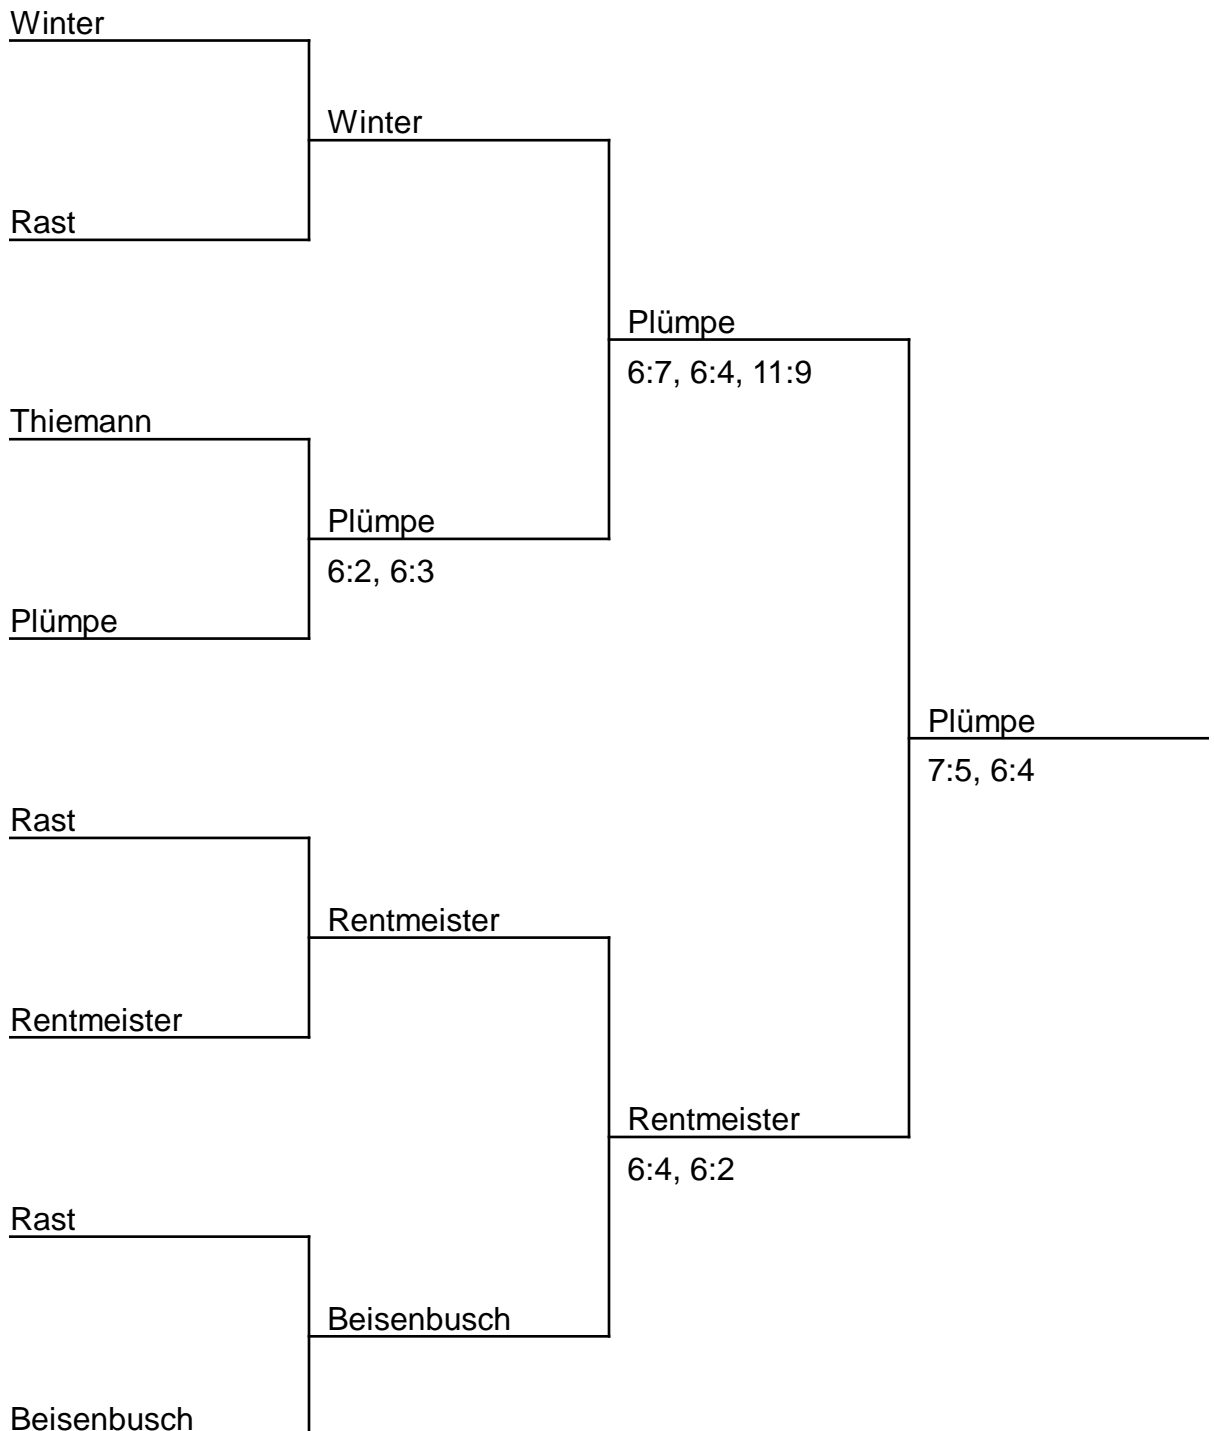 Winter
Winter
Rast
Plümpe
6:7, 6:4, 11:9
Thiemann
Plümpe
6:2, 6:3
Plümpe
Plümpe
7:5, 6:4
Rast
Rentmeister
Rentmeister
Rentmeister
6:4, 6:2
Rast
Beisenbusch
Beisenbusch